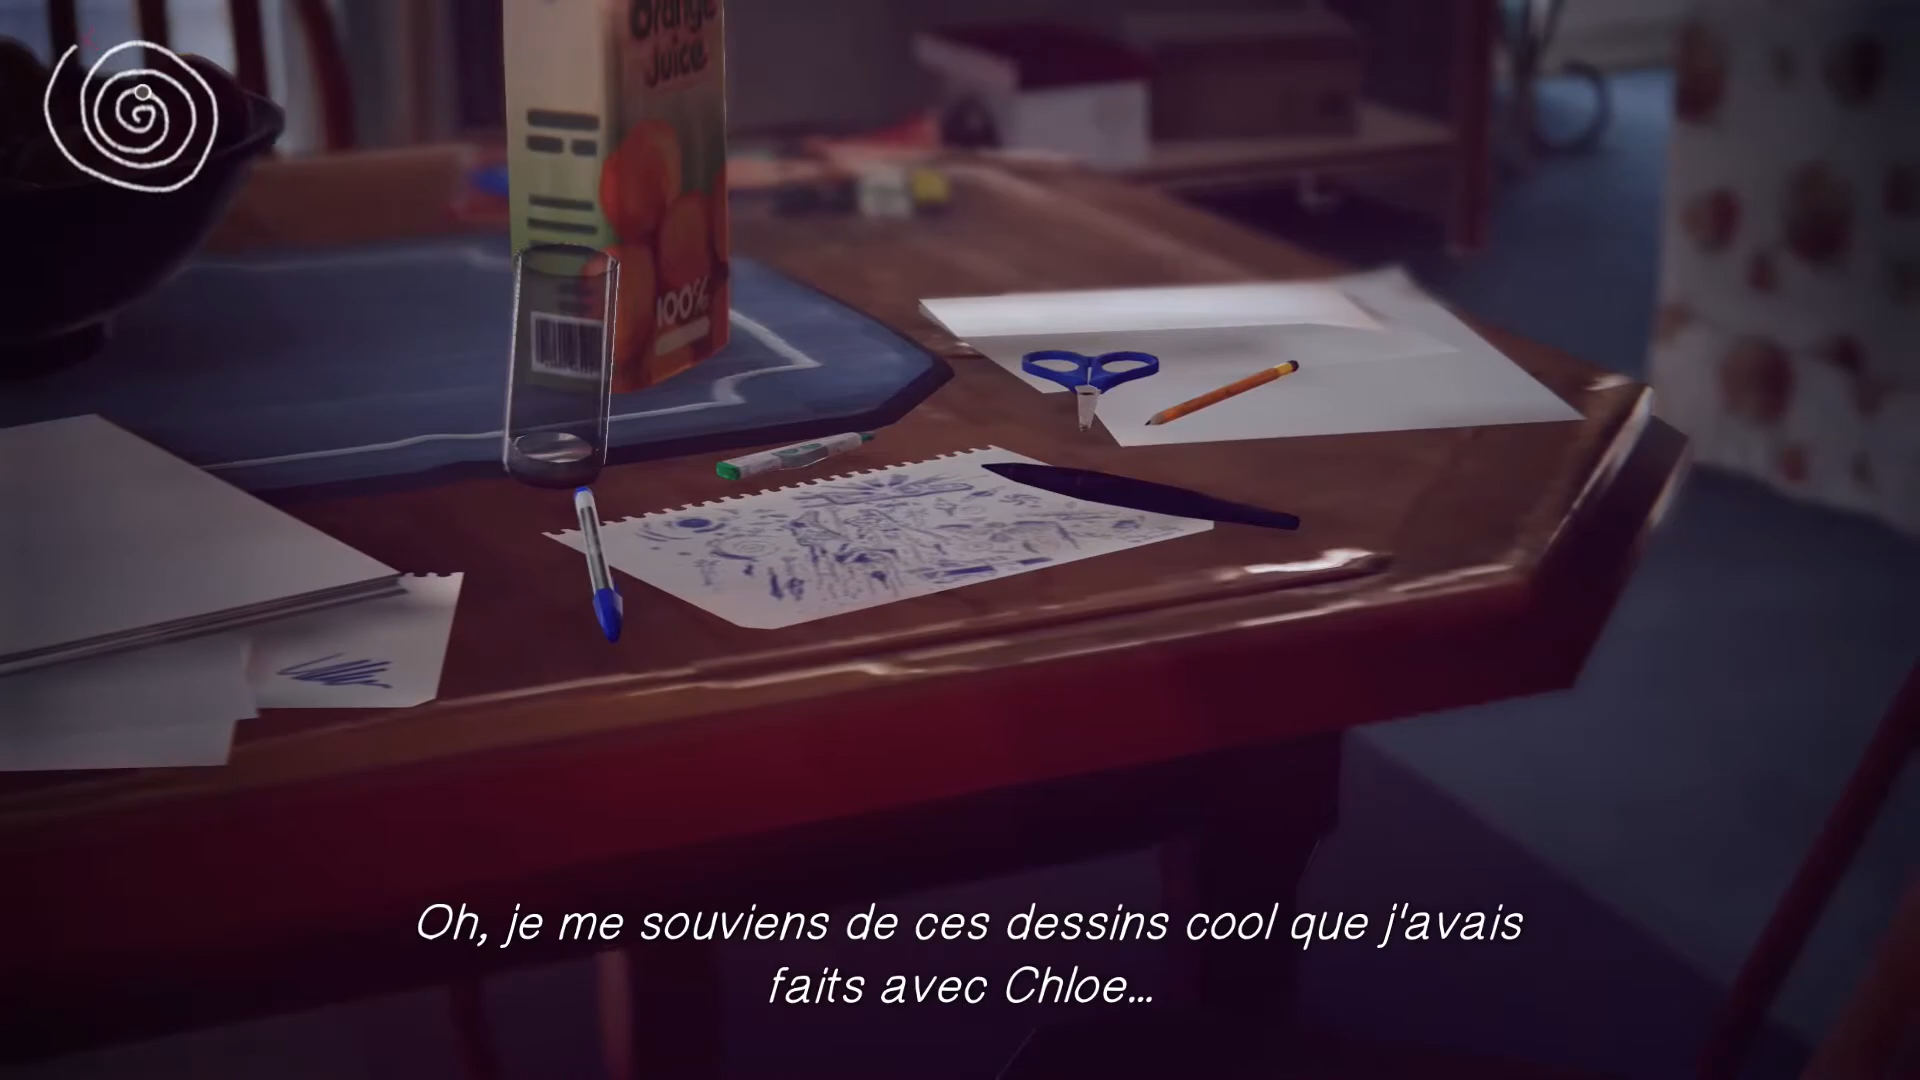 Orange
Juice
100%
Oh, je me souviens de ces dessins cool que j'avais
faits avec Chloe...